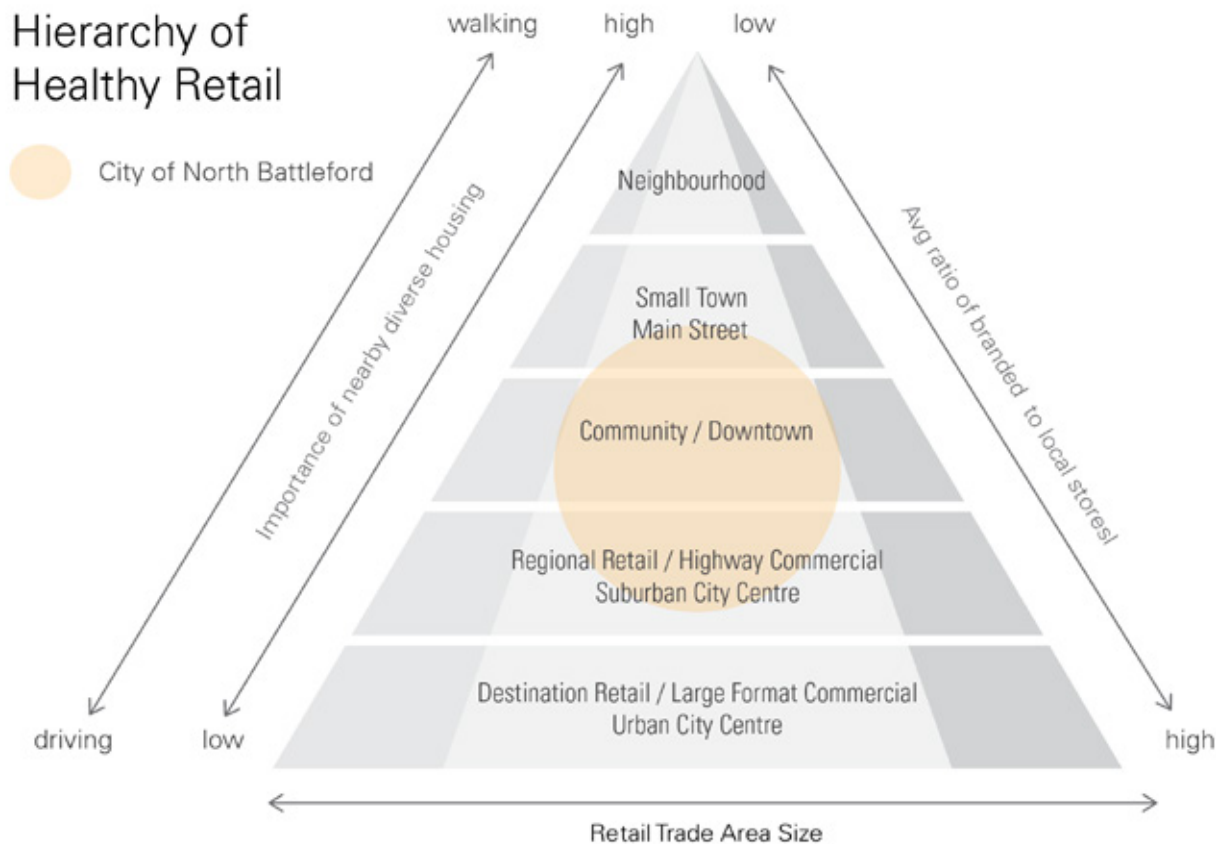 Hierarchy of
Healthy Retail
City of North Battleford
walking
high
low
Importance of nearby diverse housing
Avg ratio of branded to local stores!
Neighbourhood
Small Town
Main Street
Community / Downtown
Regional Retail / Highway Commercial
Suburban City Centre
Destination Retail / Large Format Commercial
Urban City Centre
driving
low
high
Retail Trade Area Size